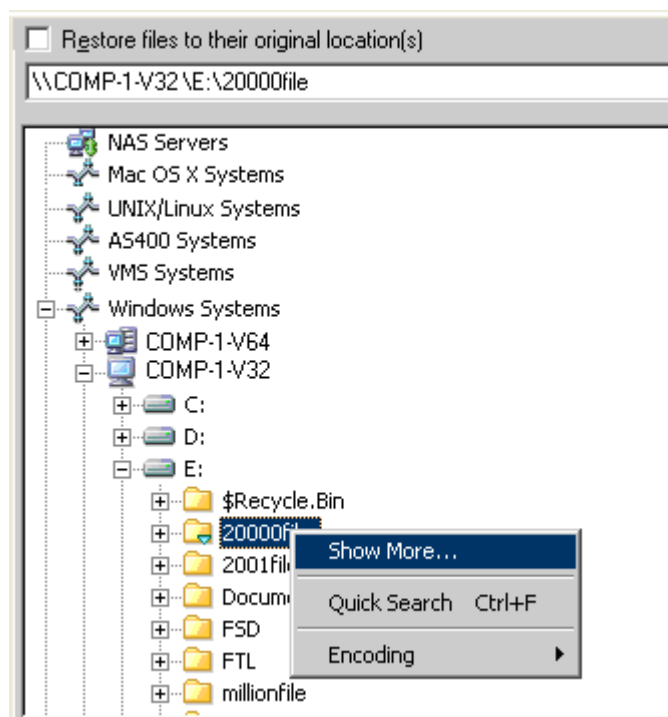 Restore files to their original location(s)
\\COMP-1-V32\E:\20000file
NAS Servers
Mac OS X Systems
UNIX/Linux Systems
AS400 Systems
VMS Systems
Windows Systems
COMP-1-V64
COMP-1-V32
C:
D:
E:
$Recycle.Bin
20000file
Show More...
2001file
Quick Search Ctrl+F
FSD
FTL
Encoding
millionfile